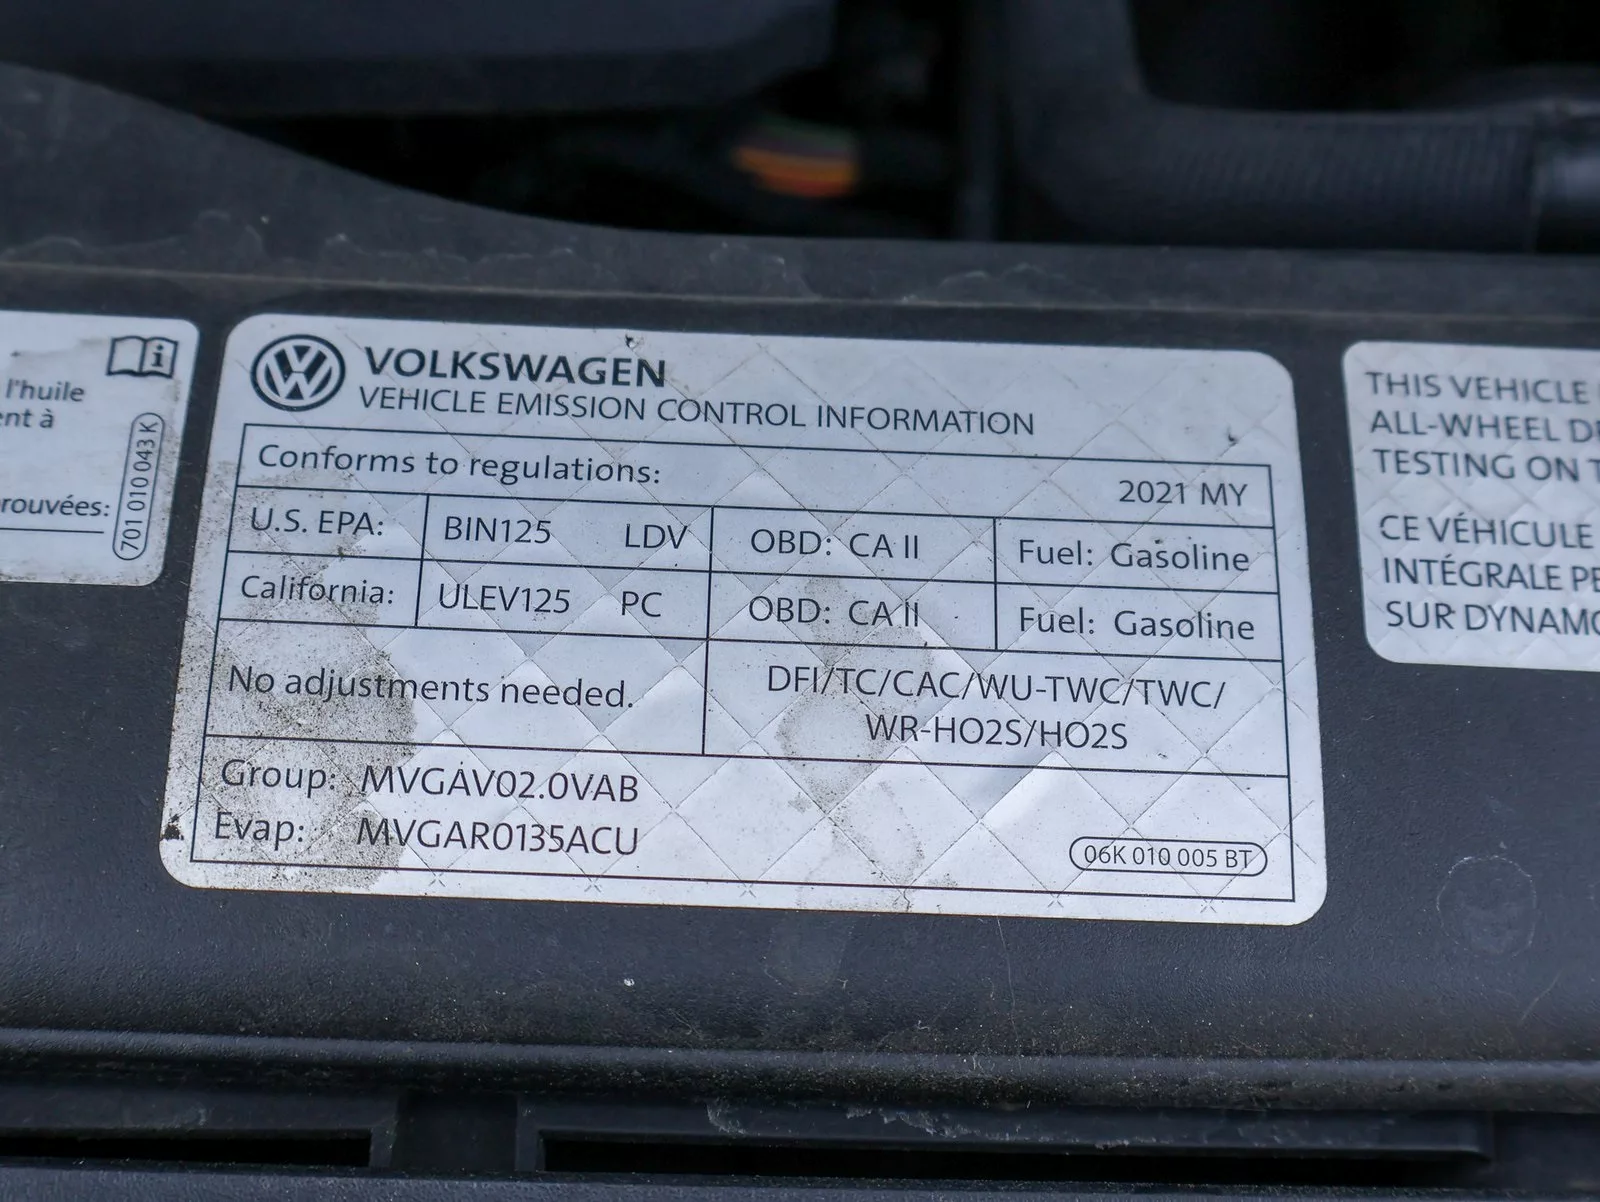 l'huile
ent à
rouvées:
701 010 043 K
VOLKSWAGEN
VEHICLE EMISSION CONTROL INFORMATION
Conforms to regulations: 2021 MY
U.S. EPA: BIN125 LDV OBD: CA II Fuel: Gasoline
California: ULEV125 PC OBD: CA II Fuel: Gasoline
No adjustments needed.
DFI/TC/CAC/WU-TWC/TWC/
WR-HO2S/HO2S
Group: MVGAV02.0VAB
Evap: MVGAR0135ACU
06K 010 005 BT
THIS VEHICLE
ALL-WHEEL
TESTING ON
CE VÉHICULE
INTÉGRALE
SUR